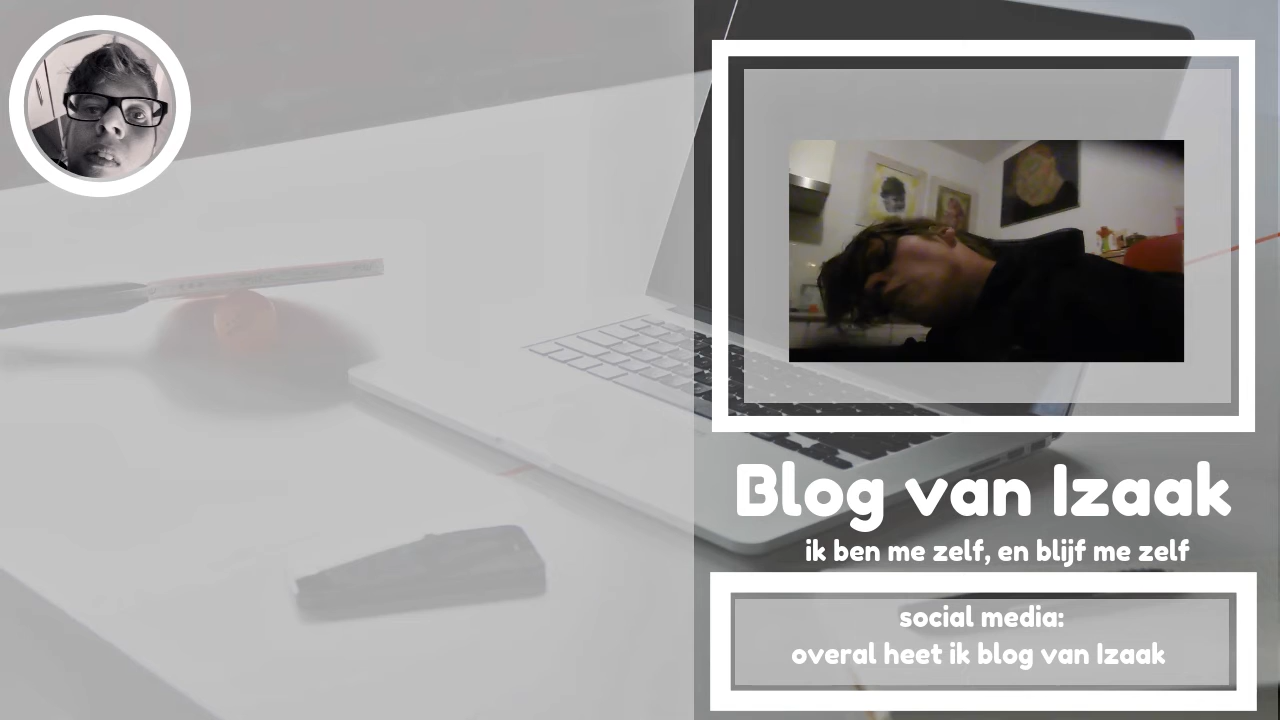 Blog van Izaak
ik ben me zelf, en blijf me zelf
social media:
overal heet ik blog van Izaak